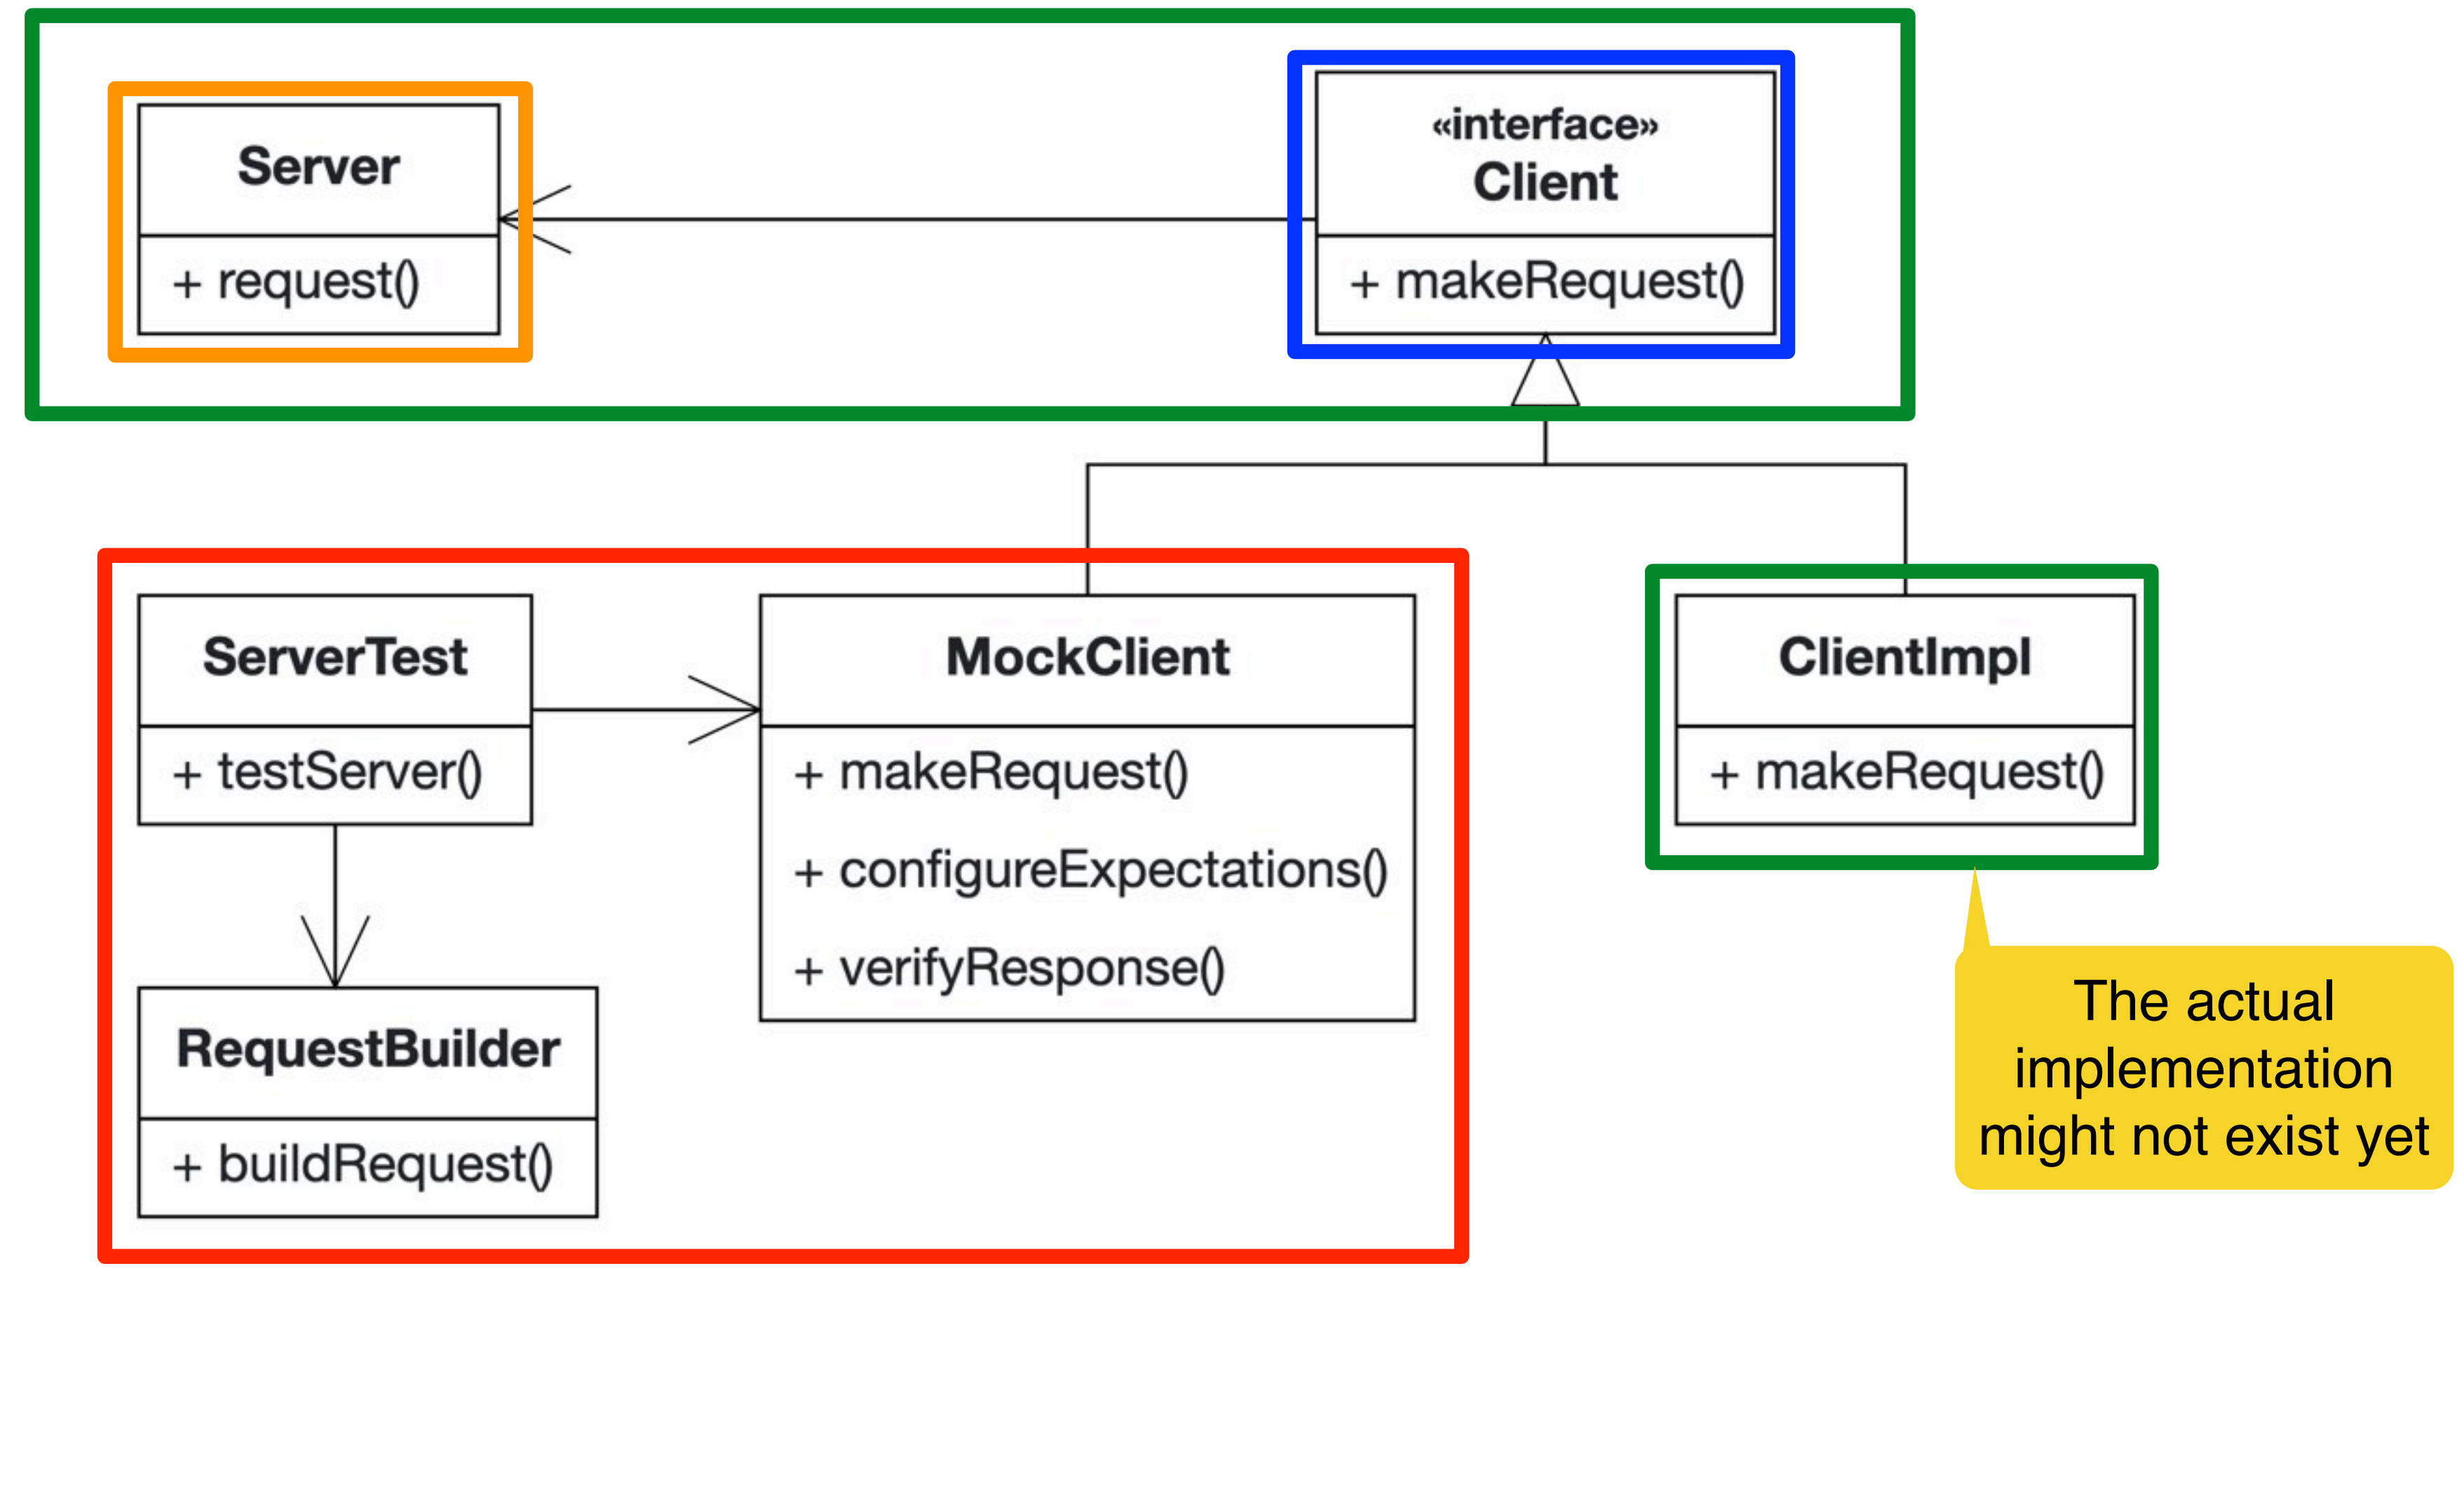 Server
+ request()
«interface»
Client
+ makeRequest()
ServerTest
+ testServer()
MockClient
+ makeRequest()
+ configureExpectations()
+ verifyResponse()
ClientImpl
+ makeRequest()
RequestBuilder
+ buildRequest()
The actual
implementation
might not exist yet